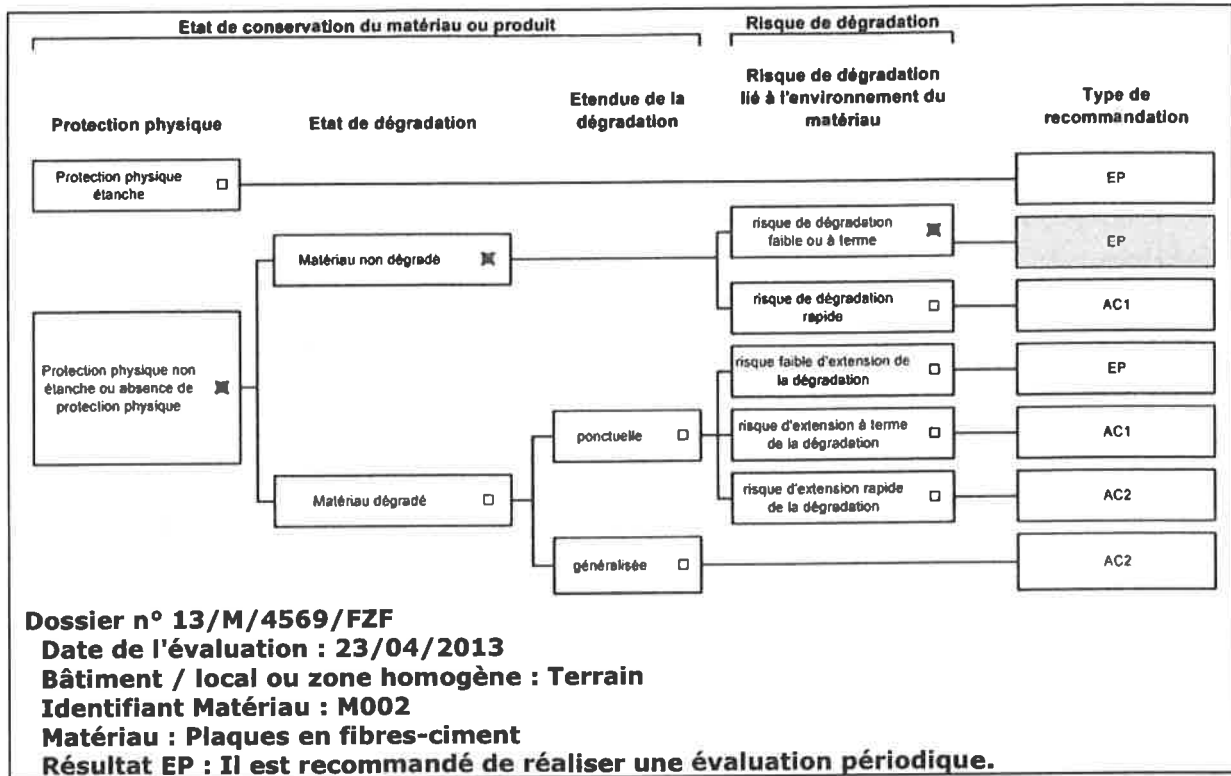 Etat de conservation du matériau ou produit
Risque de dégradation
Protection physique
Etat de dégradation
Etendue de la
dégradation
Risque de dégradation
lié à l'environnement du
matériau
Type de
recommandation
Protection physique
étanche
EP
Protection physique non
étanche ou absence de
protection physique
Matériau non dégradé
risque de dégradation
faible ou à terme
EP
risque de dégradation
rapide
AC1
Matériau dégradé
ponctuelle
risque faible d'extension de
la dégradation
EP
risque d'extension à terme
de la dégradation
AC1
risque d'extension rapide
de la dégradation
AC2
généralisée
AC2
Dossier n° 13/M/4569/FZF
Date de l'évaluation : 23/04/2013
Bâtiment / local ou zone homogène : Terrain
Identifiant Matériau : M002
Matériau : Plaques en fibres-ciment
Résultat EP : Il est recommandé de réaliser une évaluation périodique.